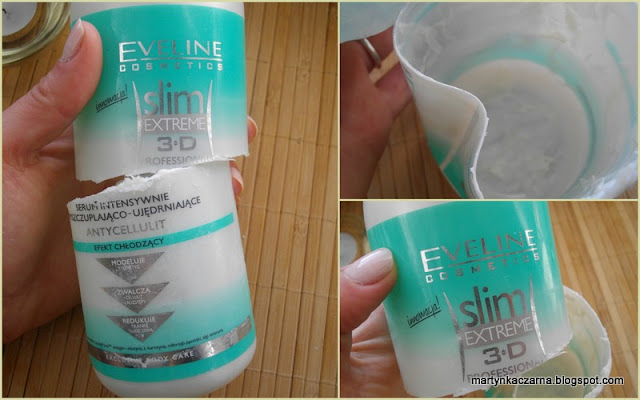 EVELINE
COSMETICS
innowacja!
slim
EXTREME
3·D
PROFESSIONAL
SERUM INTENSYWNIE
WYSZCZUPLAJĄCO-UJĘDRNIAJĄCE
ANTYCELLULIT
EFEKT CHŁODZĄCY
MODELUJE
ZWALCZA
REDUKUJE
TKANKĘ
EXCLUSIVE BODY CARE
EVELINE
COSMETICS
innowacja!
slim
EXTREME
3·D
PROFESSIONAL
martynkaczarna.blogspot.com